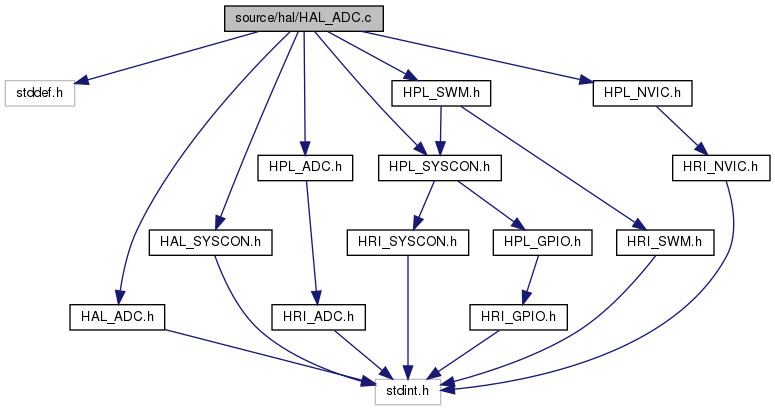 source/hal/HAL_ADC.c
stddef.h
HPL_SWM.h
HPL_NVIC.h
HPL_ADC.h
HPL_SYSCON.h
HRI_NVIC.h
HAL_SYSCON.h
HRI_SYSCON.h
HPL_GPIO.h
HRI_SWM.h
HAL_ADC.h
HRI_ADC.h
HRI_GPIO.h
stdint.h